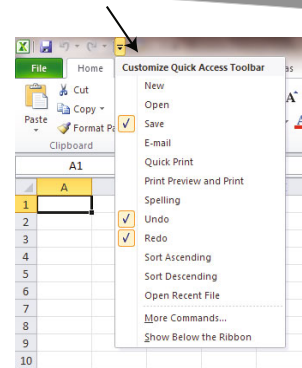 File Home as
Customize Quick Access Toolbar
New
Open
Save
E-mail
Quick Print
Print Preview and Print
Spelling
Undo
Redo
Sort Ascending
Sort Descending
Open Recent File
More Commands...
Show Below the Ribbon
Paste
Cut
Copy
Format Pa
Clipboard
A
A
A1
A
1
2
3
4
5
6
7
8
9
10